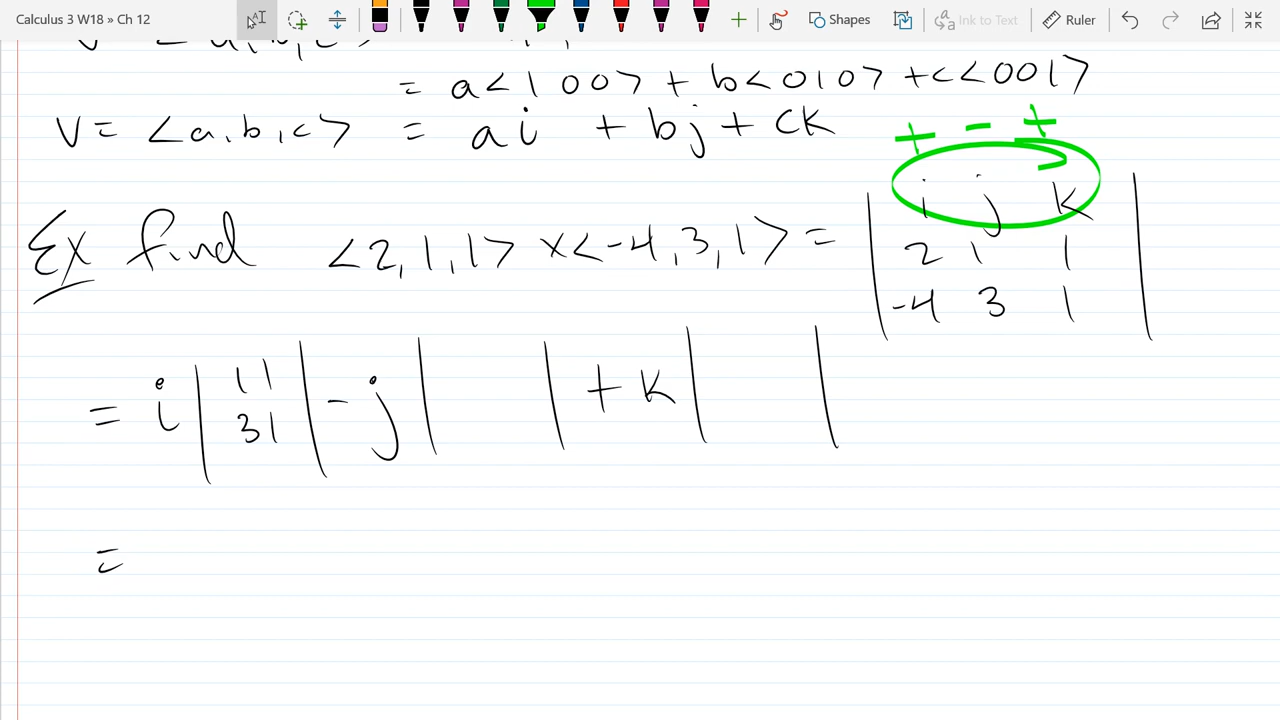 Calculus 3 W18 » Ch 12
Shapes
Ink to Text
Ruler
= a<1 0 0> + b<0 1 0> + c<0 0 1>
V = <a,b,c> = ai + bj + ck
+ - +
Ex find <2,1,1> x <-4,3,1> = | i j k |
2 1 1
-4 3 1
= i | 1 1 | - j | | + k | |
3 1
=